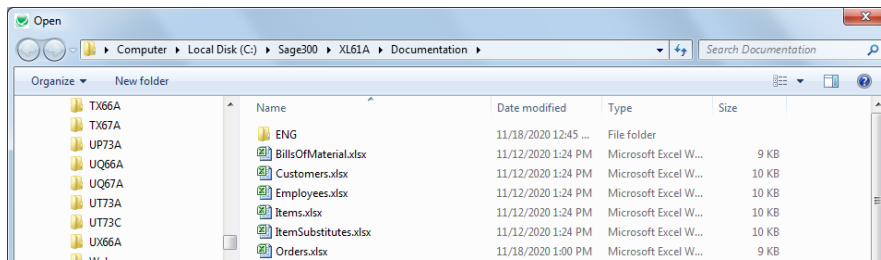 Open
Computer Local Disk (C:) Sage300 XL61A Documentation Search Documentation
Organize New folder
Name Date modified Type Size
TX66A
TX67A
UP73A
UQ66A
UQ67A
UT73A
UT73C
UX66A
ENG 11/18/2020 12:45 ... File folder
BillsOfMaterial.xlsx 11/12/2020 1:24 PM Microsoft Excel W... 9 KB
Customers.xlsx 11/12/2020 1:24 PM Microsoft Excel W... 10 KB
Employees.xlsx 11/12/2020 1:24 PM Microsoft Excel W... 10 KB
Items.xlsx 11/12/2020 1:24 PM Microsoft Excel W... 10 KB
ItemSubstitutes.xlsx 11/12/2020 1:24 PM Microsoft Excel W... 10 KB
Orders.xlsx 11/18/2020 1:00 PM Microsoft Excel W... 9 KB